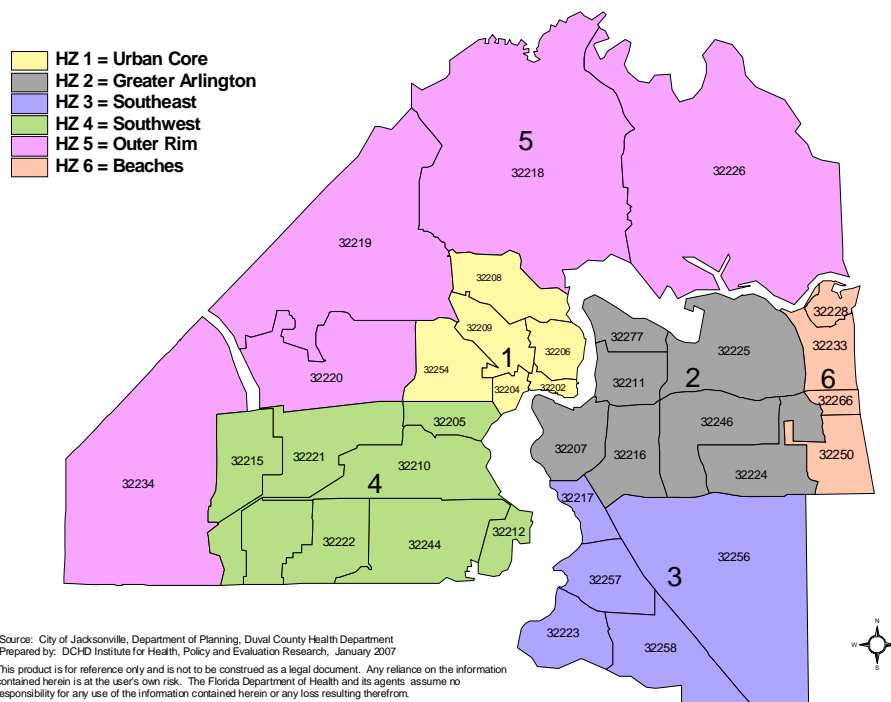 HZ 1 = Urban Core
HZ 2 = Greater Arlington
HZ 3 = Southeast
HZ 4 = Southwest
HZ 5 = Outer Rim
HZ 6 = Beaches
5
32218
32226
32219
32208
32228
32209
32277
32233
32206
32225
1
32254
2
6
32220
32211
32204
32202
32266
32205
32246
32215
32221
32210
32207
32216
32250
32224
4
32234
32217
32212
32222
32244
32256
3
32257
32223
32258
N
W
S
Source: City of Jacksonville, Department of Planning, Duval County Health Department
Prepared by: DCHD Institute for Health, Policy and Evaluation Research, January 2007
This product is for reference only and is not to be construed as a legal document. Any reliance on the information
contained herein is at the user's own risk. The Florida Department of Health and its agents assume no
esponsibility for any use of the information contained herein or any loss resulting therefrom.